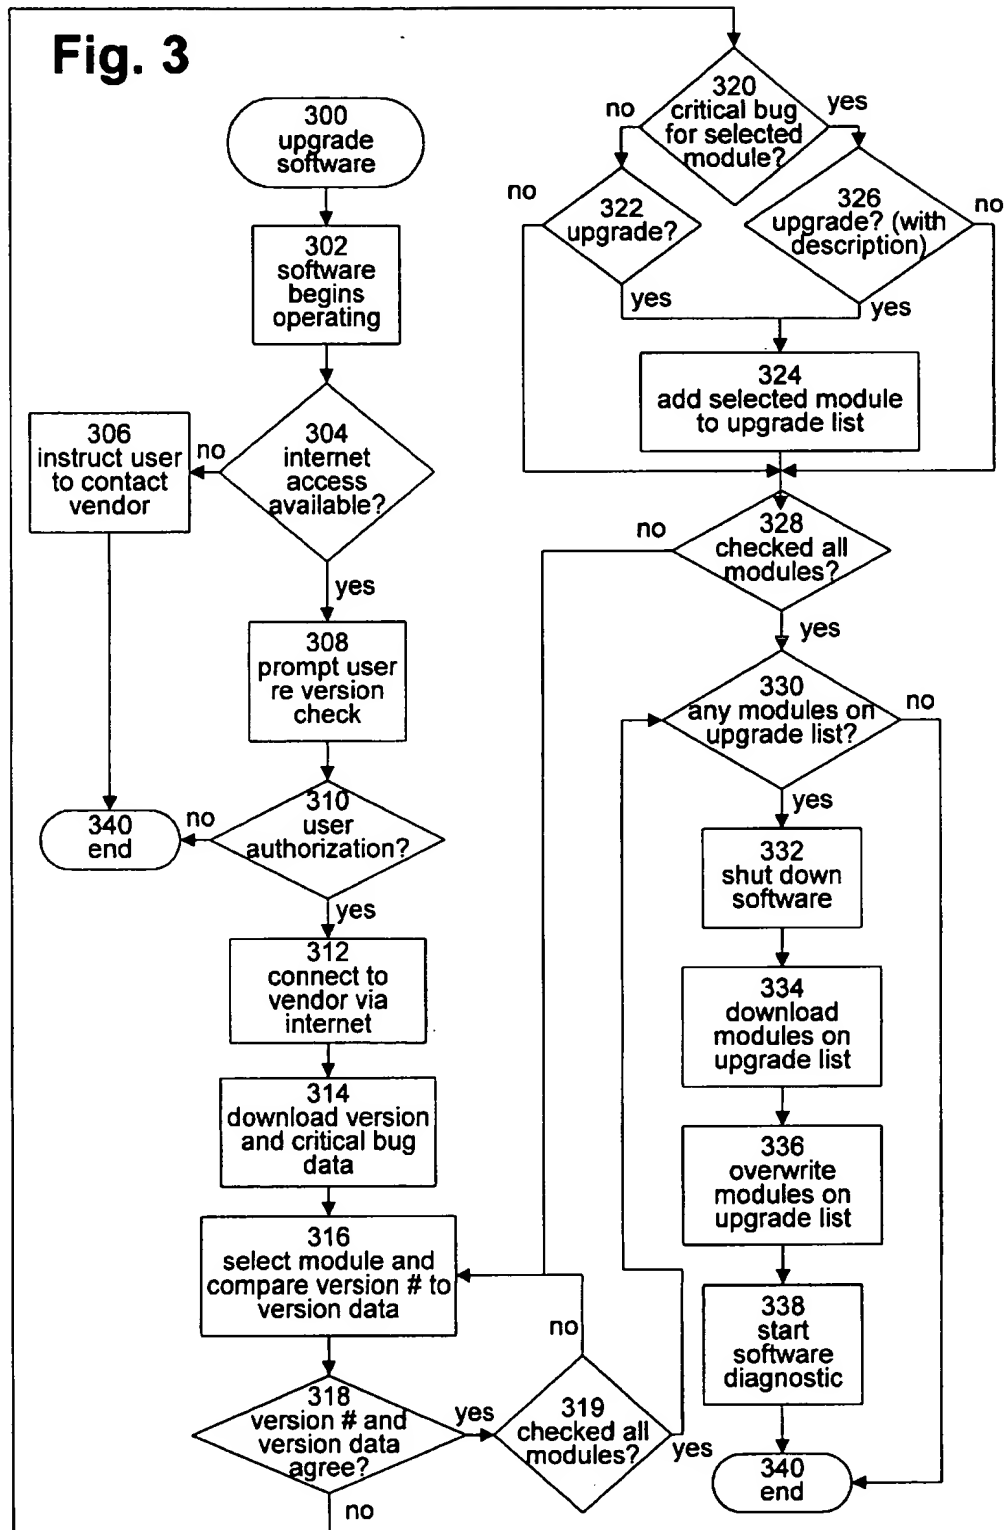 Fig. 3
300
upgrade
software
302
software
begins
operating
304
internet
access
available?
no
306
instruct user
to contact
vendor
yes
308
prompt user
re version
check
310
user
authorization?
no
340
end
yes
312
connect to
vendor via
internet
314
download version
and critical bug
data
316
select module and
compare version # to
version data
318
version # and
version data
agree?
yes
no
319
checked all
modules?
no
yes
320
critical bug
for selected
module?
no
yes
322
upgrade?
no
yes
326
upgrade? (with
description)
no
yes
324
add selected module
to upgrade list
328
checked all
modules?
no
yes
330
any modules on
upgrade list?
no
yes
332
shut down
software
334
download
modules on
upgrade list
336
overwrite
modules on
upgrade list
338
start
software
diagnostic
340
end